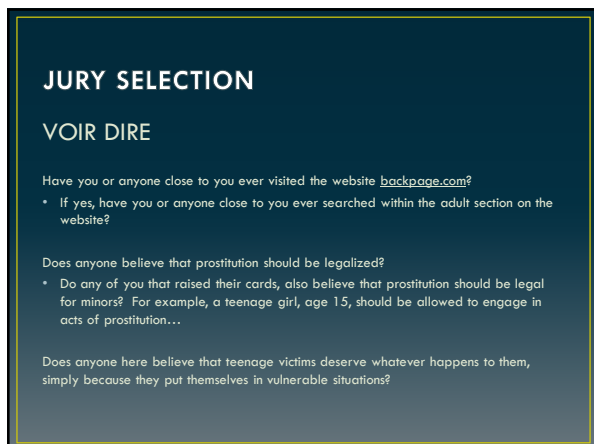 JURY SELECTION
VOIR DIRE
Have you or anyone close to you ever visited the website backpage.com?
• If yes, have you or anyone close to you ever searched within the adult section on the
website?
Does anyone believe that prostitution should be legalized?
• Do any of you that raised their cards, also believe that prostitution should be legal
for minors? For example, a teenage girl, age 15, should be allowed to engage in
acts of prostitution...
Does anyone here believe that teenage victims deserve whatever happens to them,
simply because they put themselves in vulnerable situations?